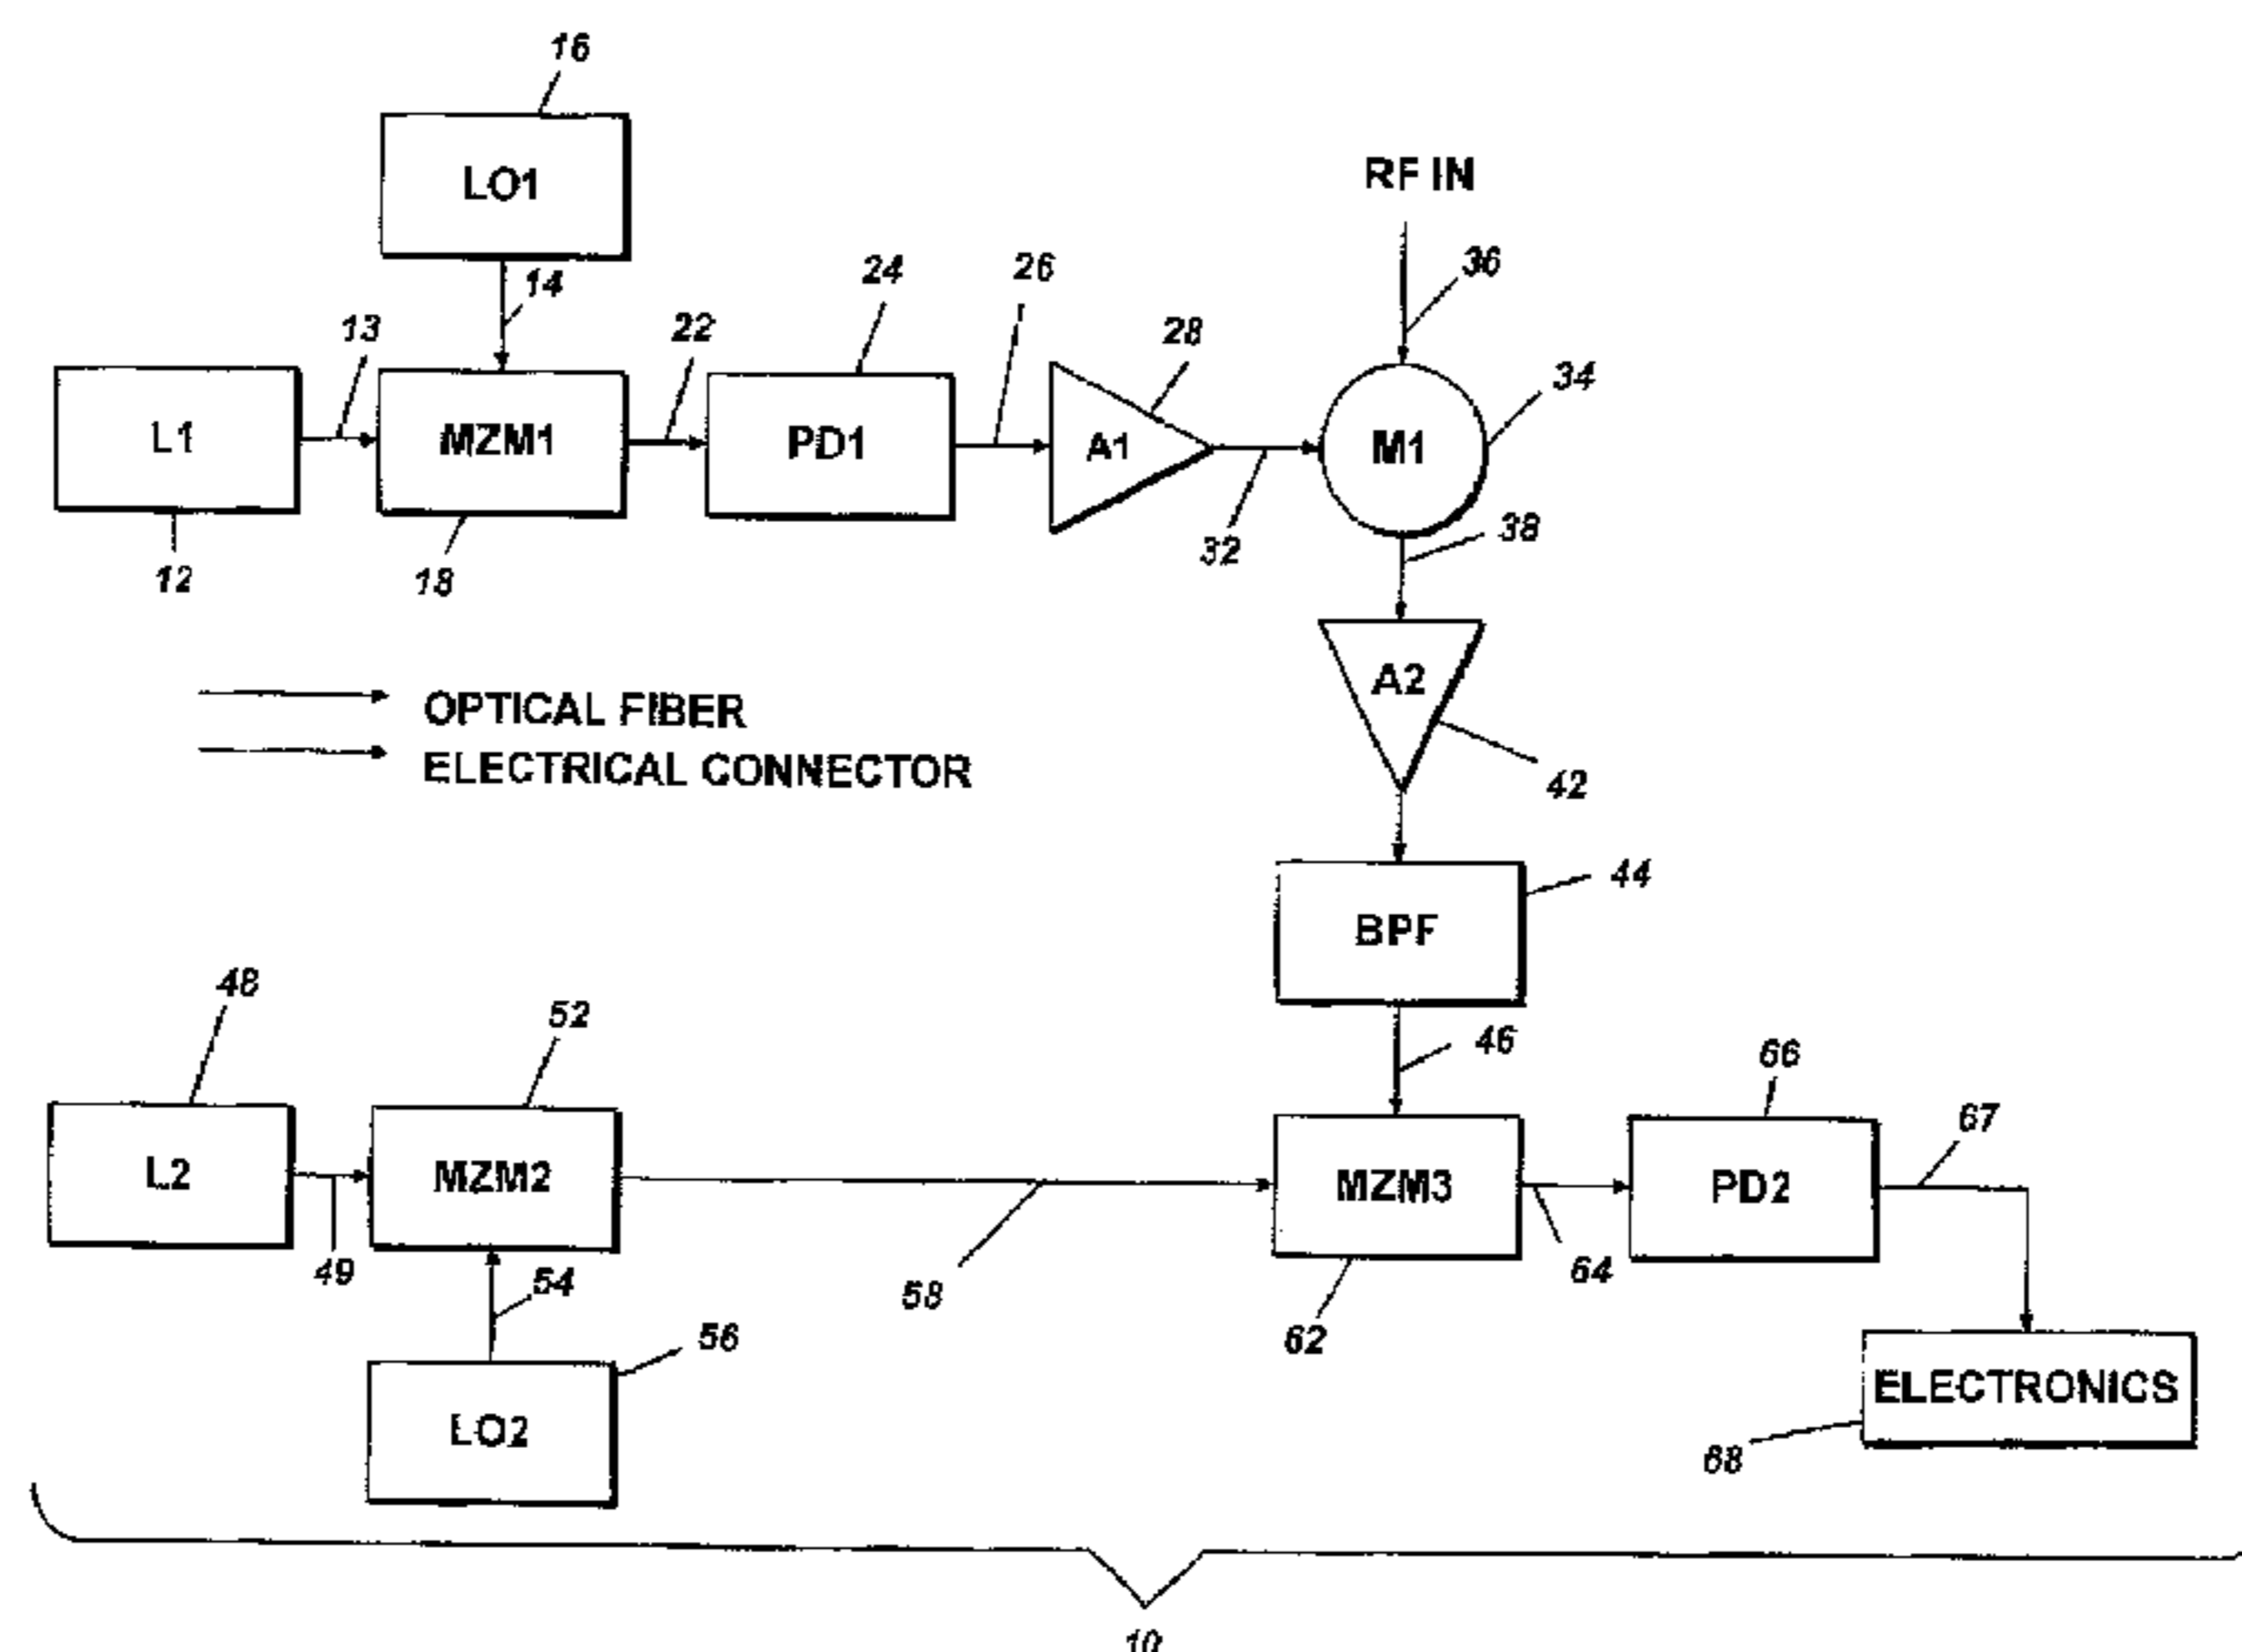 16
LO1
RF IN
14
36
13
22
24
26
28
34
L1
MZM1
PD1
A1
M1
12
18
32
38
OPTICAL FIBER
ELECTRICAL CONNECTOR
A2
42
BPF
44
48
52
46
66
67
L2
MZM2
MZM3
PD2
49
54
58
64
62
56
LO2
ELECTRONICS
68
10